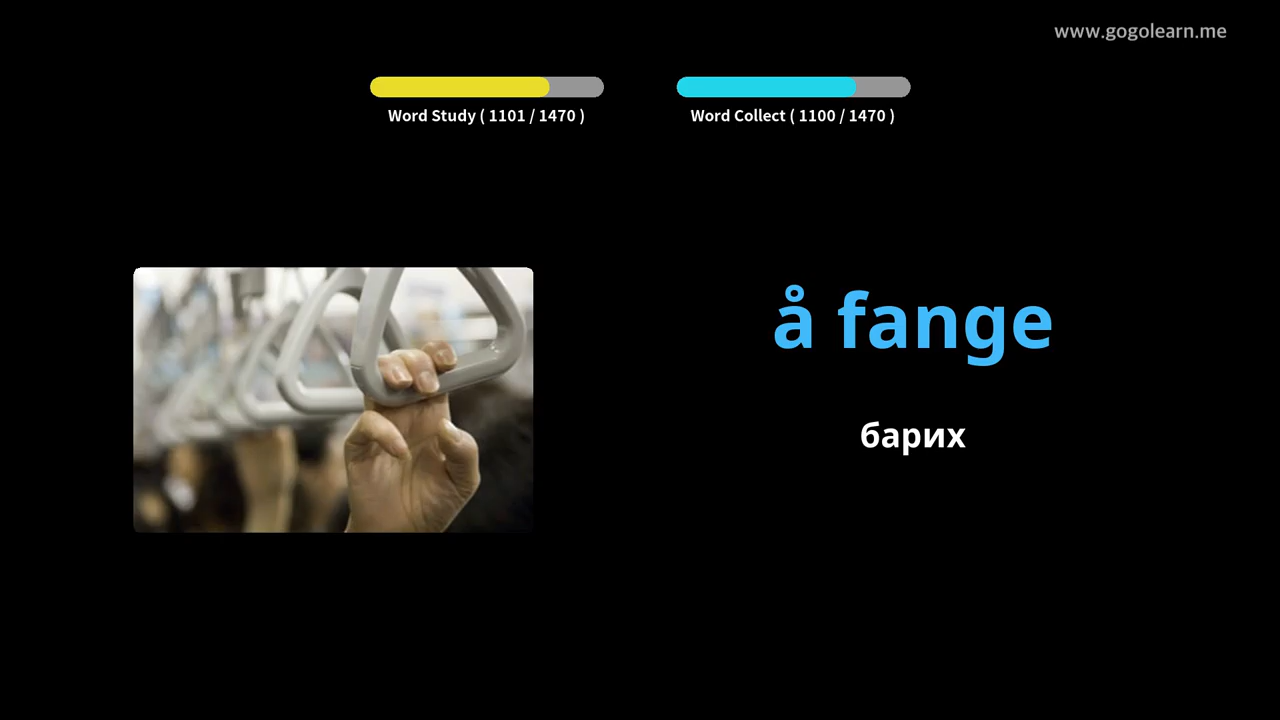 www.gogolearn.me
Word Study ( 1101 / 1470 )
Word Collect ( 1100 / 1470 )
å fange
барих